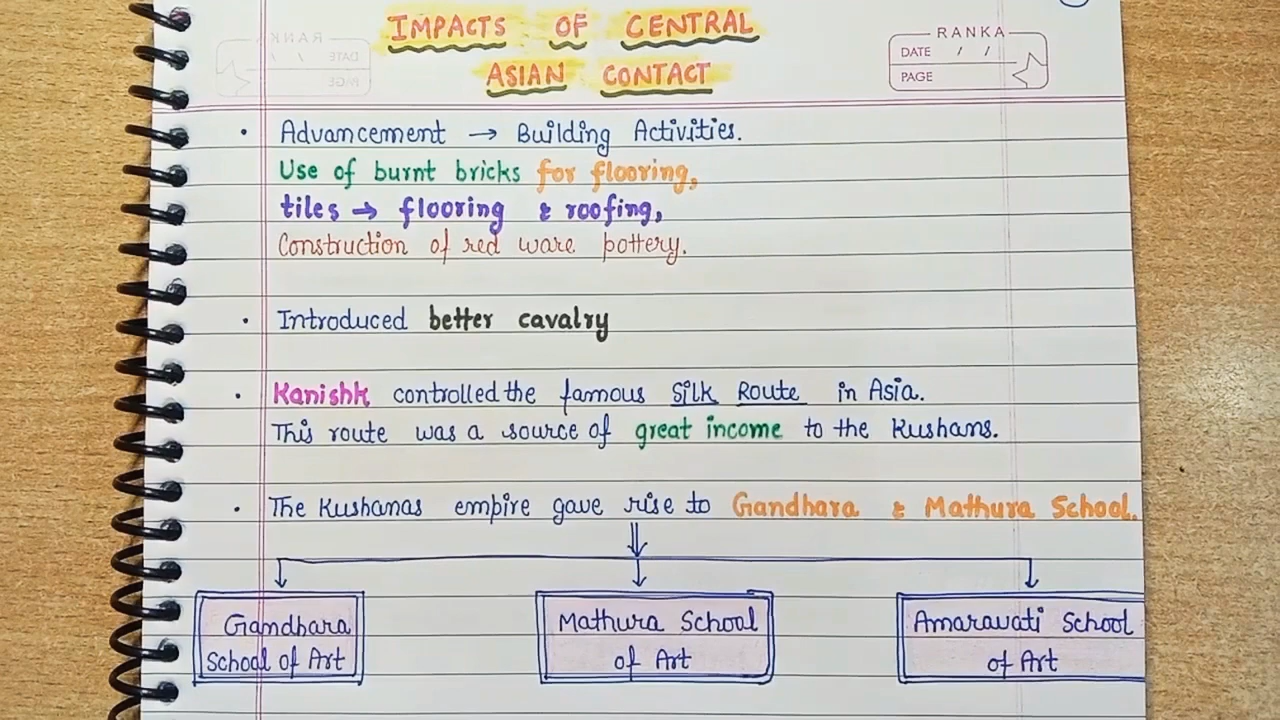 IMPACTS OF CENTRAL
ASIAN CONTACT
RANKA
DATE / /
PAGE
• Advancement → Building Activities.
Use of burnt bricks for flooring,
tiles → flooring & roofing,
Construction of red ware pottery.
• Introduced better cavalry
• Kanishk controlled the famous Silk Route in Asia.
This route was a source of great income to the Kushans.
• The Kushanas empire gave rise to Gandhara & Mathura School.
Gandhara School of Art
Mathura School of Art
Amaravati School of Art